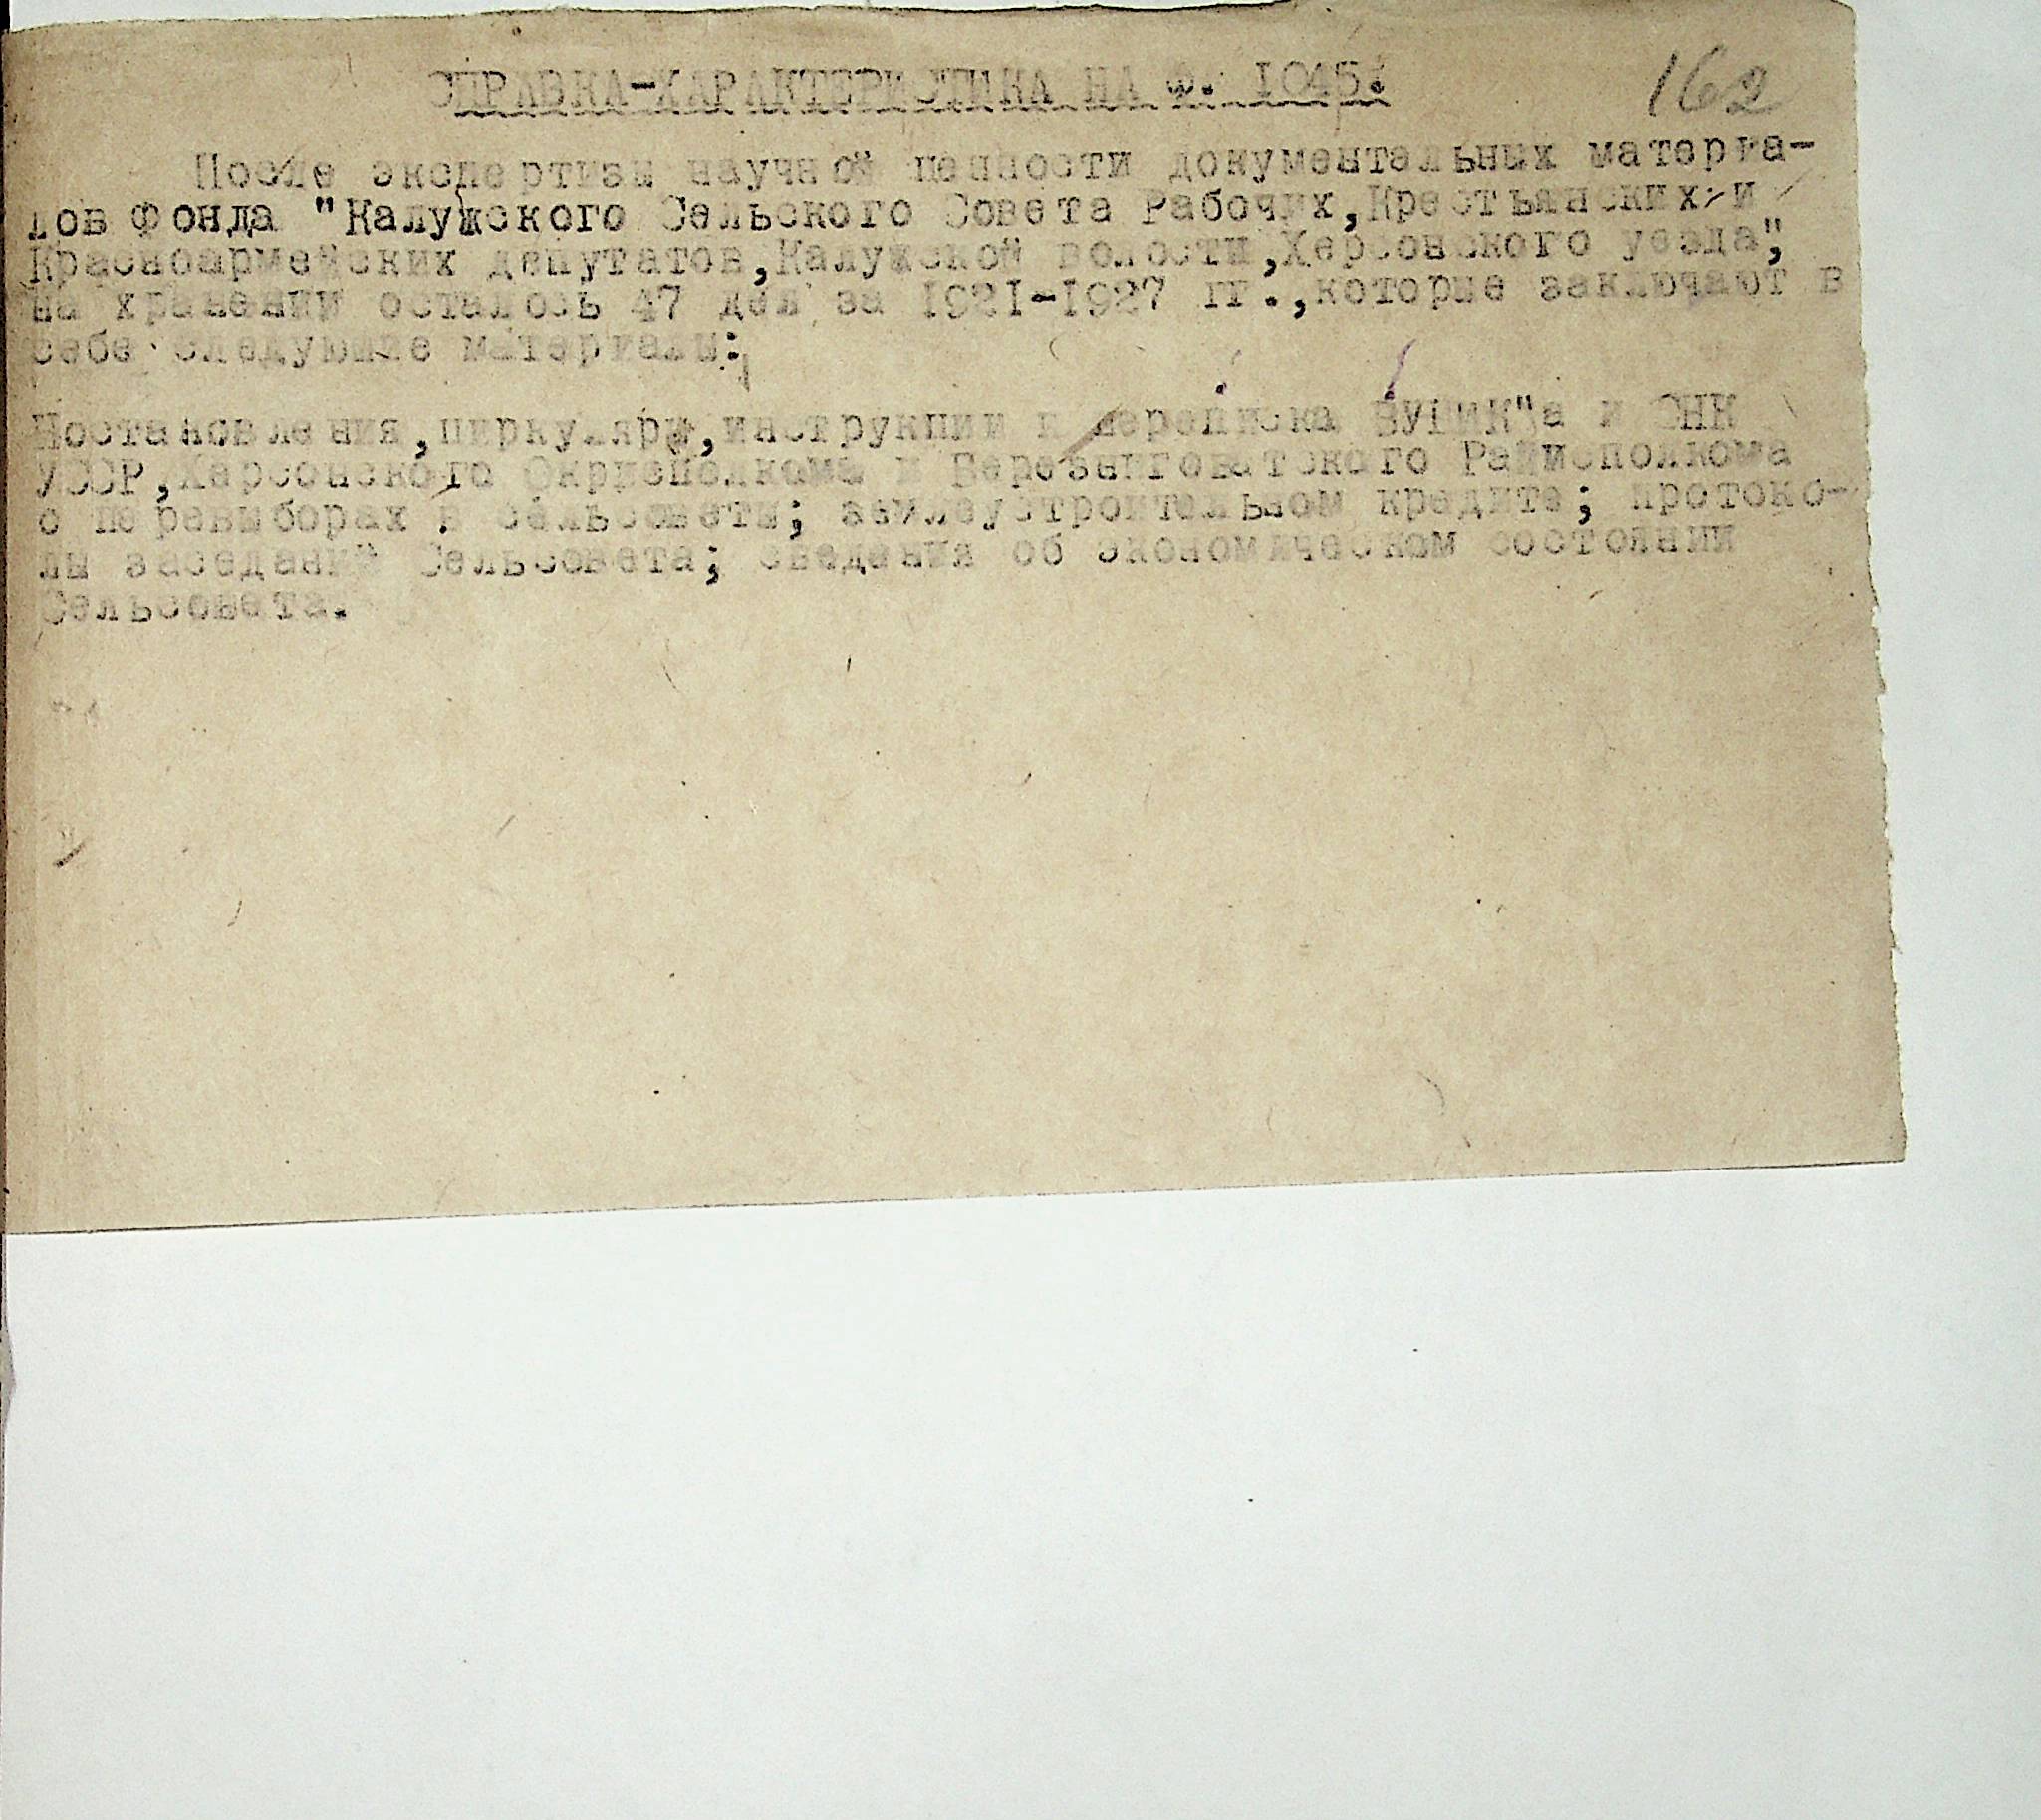 162
СПРАВКА-ХАРАКТЕРИСТИКА НА Ф. 1045.
После экспертизы научной ценности документальных материа-
лов Фонда "Калужского Сельского Совета Рабочих,Крестьянских и
Красноармейских депутатов,Калужской волости,Херсонского уезда",
на хранении осталось 47 дел за 1921-1927 гг.,которые заключают в
себе следующие материалы:
Постановления,циркуляры,инструкции и переписка ВУЦИК"а и СНК
УССР,Херсонского Окрисполкома и Березниговатского Райисполкома
о перевыборах в сельсоветы; землеустроительном кредите; протоко-
лы заседаний Сельсовета; сведения об экономическом состоянии
Сельсовета.